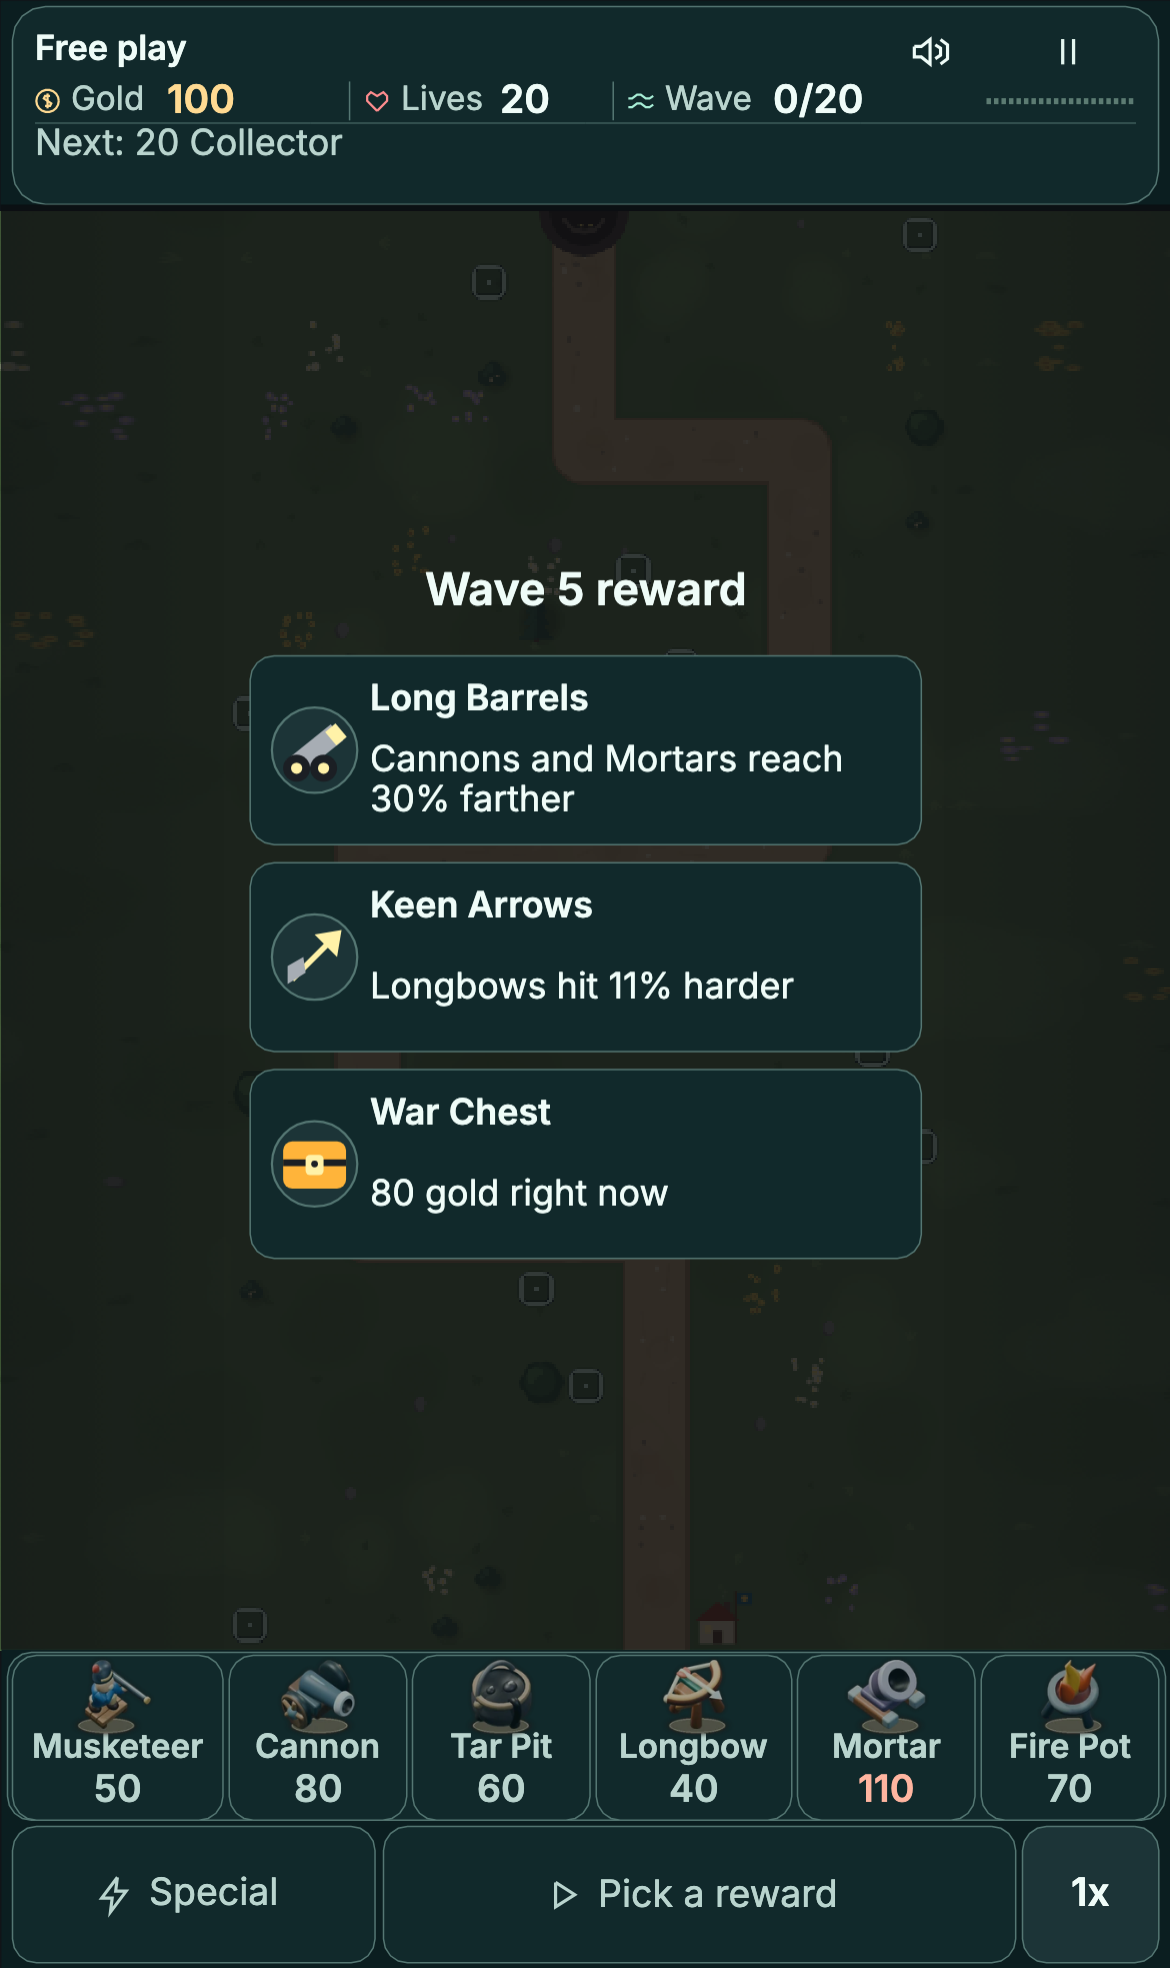 Free play
Gold 100 Lives 20 Wave 0/20
Next: 20 Collector
Wave 5 reward
Long Barrels
Cannons and Mortars reach
30% farther
Keen Arrows
Longbows hit 11% harder
War Chest
80 gold right now
Musketeer Cannon Tar Pit Longbow Mortar Fire Pot
50 80 60 40 110 70
Special Pick a reward 1x